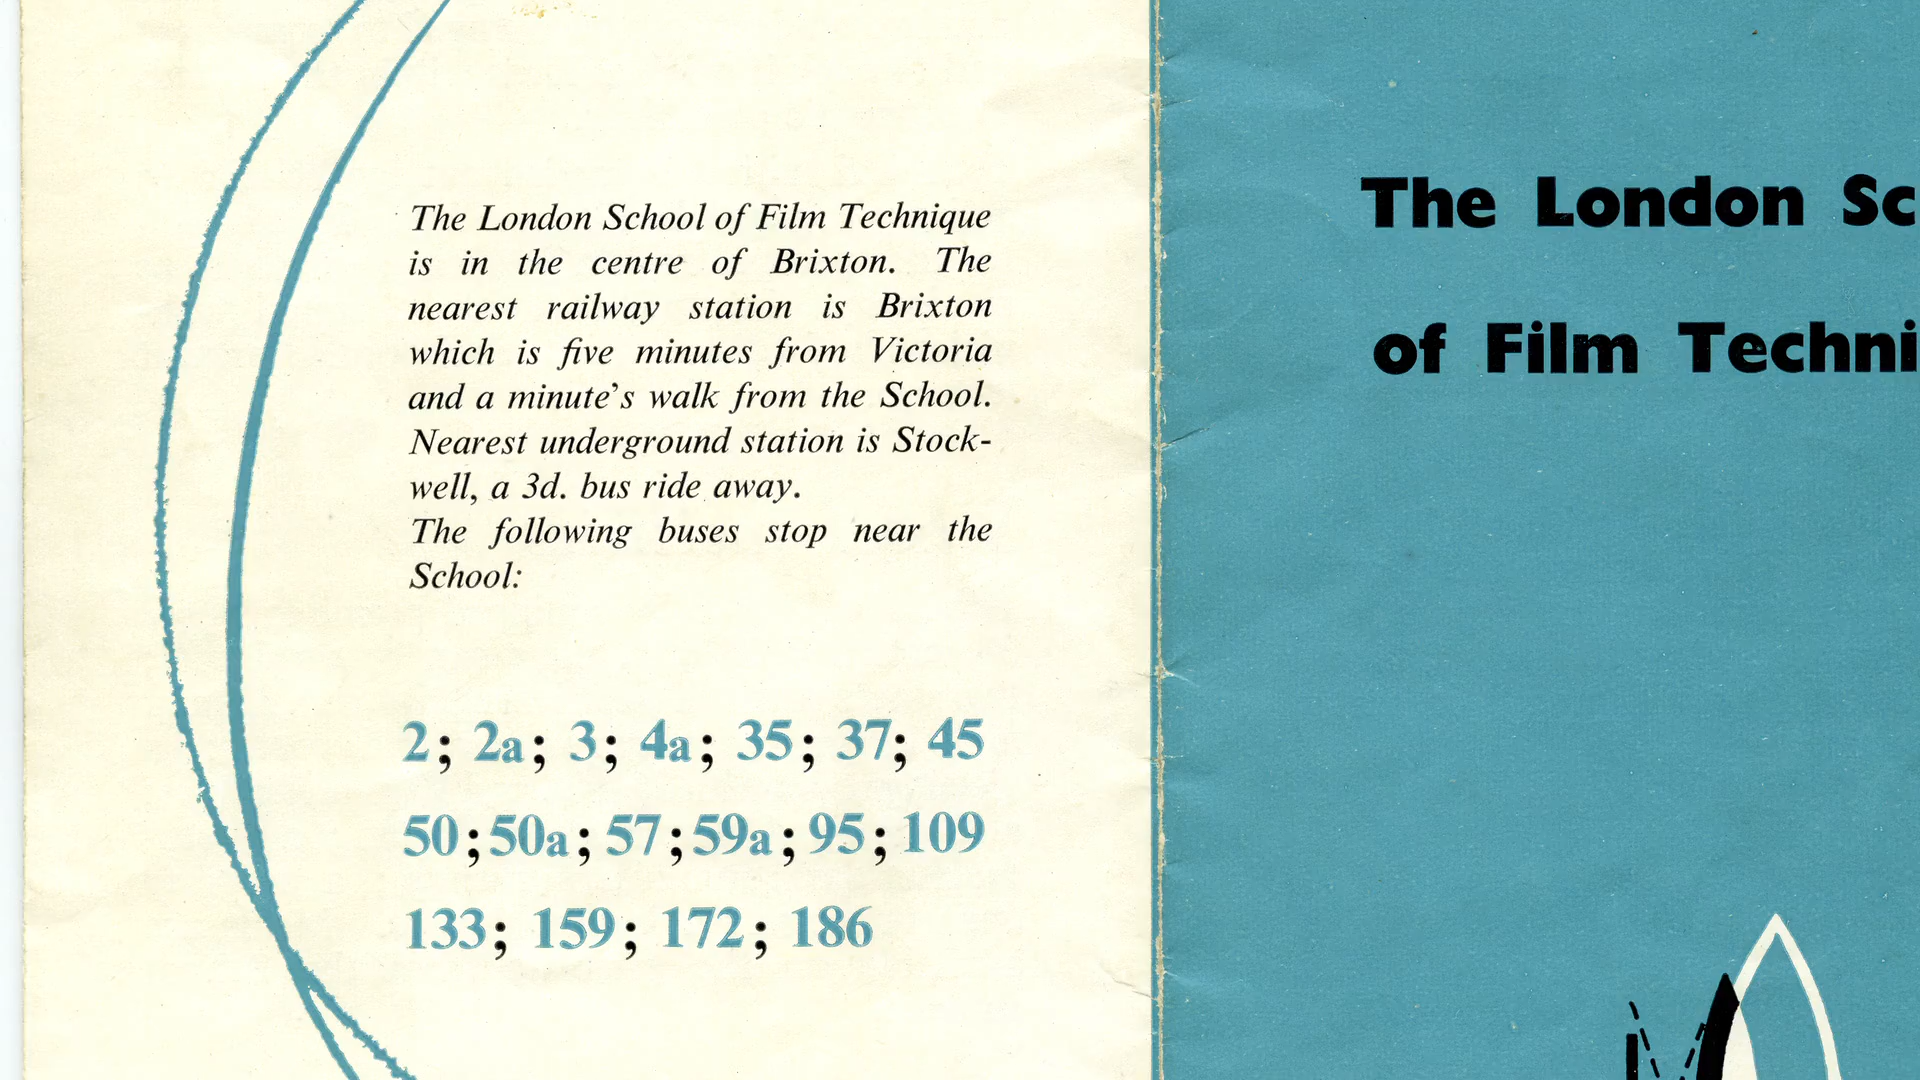 The London School of Film Technique
is in the centre of Brixton. The
nearest railway station is Brixton
which is five minutes from Victoria
and a minute's walk from the School.
Nearest underground station is Stock-
well, a 3d. bus ride away.
The following buses stop near the
School:
2; 2a; 3; 4a; 35; 37; 45
50; 50a; 57; 59a; 95; 109
133; 159; 172; 186
The London Sc
of Film Techni